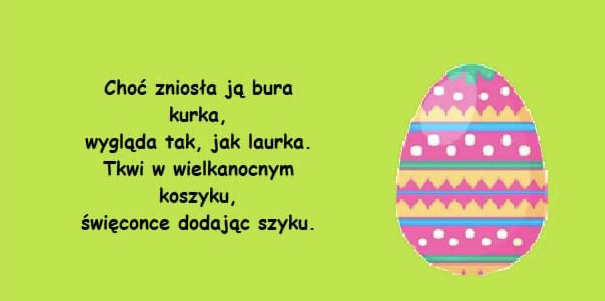 Choć zniosła ją bura
kurka,
wygląda tak, jak laurka.
Tkwi w wielkanocnym
koszyku,
święconce dodając szyku.